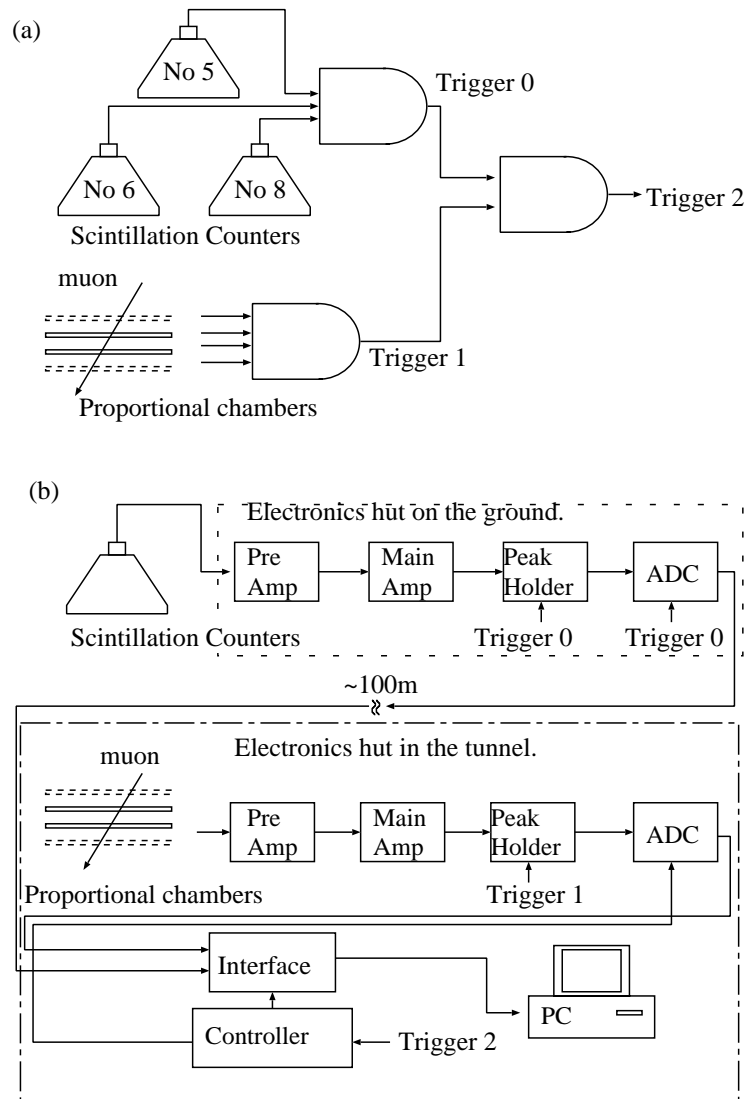 (a)
No 5
Trigger 0
No 6
No 8
Trigger 2
Scintillation Counters
muon
Trigger 1
Proportional chambers
(b)
Electronics hut on the ground.
Pre
Amp
Main
Amp
Peak
Holder
ADC
Scintillation Counters
Trigger 0
Trigger 0
~100m
muon
Electronics hut in the tunnel.
Pre
Amp
Main
Amp
Peak
Holder
ADC
Proportional chambers
Trigger 1
Interface
PC
Controller
Trigger 2